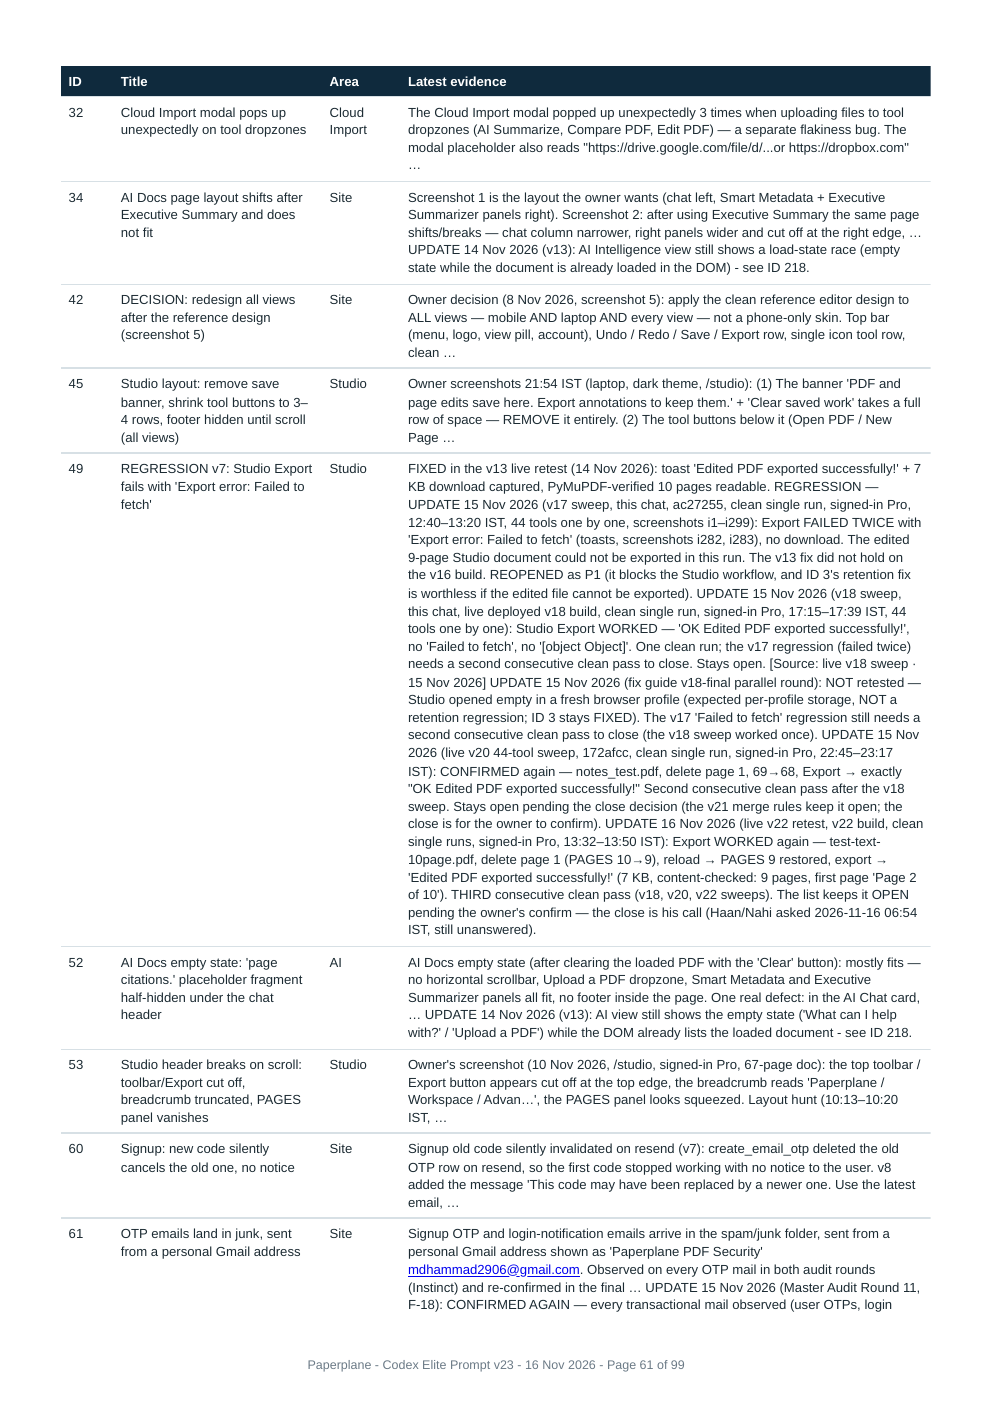 ID Title Area Latest evidence
32 Cloud Import modal pops up Cloud The Cloud Import modal popped up unexpectedly 3 times when uploading files to tool
unexpectedly on tool dropzones Import dropzones (AI Summarize, Compare PDF, Edit PDF) — a separate flakiness bug. The
modal placeholder also reads "https://drive.google.com/file/d/...or https://dropbox.com"
…
34 AI Docs page layout shifts after Site Screenshot 1 is the layout the owner wants (chat left, Smart Metadata + Executive
Executive Summary and does Summarizer panels right). Screenshot 2: after using Executive Summary the same page
not fit shifts/breaks — chat column narrower, right panels wider and cut off at the right edge, …
UPDATE 14 Nov 2026 (v13): AI Intelligence view still shows a load-state race (empty
state while the document is already loaded in the DOM) - see ID 218.
42 DECISION: redesign all views Site Owner decision (8 Nov 2026, screenshot 5): apply the clean reference editor design to
after the reference design ALL views — mobile AND laptop AND every view — not a phone-only skin. Top bar
(screenshot 5) (menu, logo, view pill, account), Undo / Redo / Save / Export row, single icon tool row,
clean …
45 Studio layout: remove save Studio Owner screenshots 21:54 IST (laptop, dark theme, /studio): (1) The banner 'PDF and
banner, shrink tool buttons to 3– page edits save here. Export annotations to keep them.' + 'Clear saved work' takes a full
4 rows, footer hidden until scroll row of space — REMOVE it entirely. (2) The tool buttons below it (Open PDF / New
(all views) Page …
49 REGRESSION v7: Studio Export Studio FIXED in the v13 live retest (14 Nov 2026): toast 'Edited PDF exported successfully!' + 7
fails with 'Export error: Failed to KB download captured, PyMuPDF-verified 10 pages readable. REGRESSION —
fetch' UPDATE 15 Nov 2026 (v17 sweep, this chat, ac27255, clean single run, signed-in Pro,
12:40–13:20 IST, 44 tools one by one, screenshots i1–i299): Export FAILED TWICE with
'Export error: Failed to fetch' (toasts, screenshots i282, i283), no download. The edited
9-page Studio document could not be exported in this run. The v13 fix did not hold on
the v16 build. REOPENED as P1 (it blocks the Studio workflow, and ID 3's retention fix
is worthless if the edited file cannot be exported). UPDATE 15 Nov 2026 (v18 sweep,
this chat, live deployed v18 build, clean single run, signed-in Pro, 17:15–17:39 IST, 44
tools one by one): Studio Export WORKED — 'OK Edited PDF exported successfully!',
no 'Failed to fetch', no '[object Object]'. One clean run; the v17 regression (failed twice)
needs a second consecutive clean pass to close. Stays open. [Source: live v18 sweep ·
15 Nov 2026] UPDATE 15 Nov 2026 (fix guide v18-final parallel round): NOT retested —
Studio opened empty in a fresh browser profile (expected per-profile storage, NOT a
retention regression; ID 3 stays FIXED). The v17 'Failed to fetch' regression still needs a
second consecutive clean pass to close (the v18 sweep worked once). UPDATE 15 Nov
2026 (live v20 44-tool sweep, 172afcc, clean single run, signed-in Pro, 22:45–23:17
IST): CONFIRMED again — notes_test.pdf, delete page 1, 69→68, Export → exactly
"OK Edited PDF exported successfully!" Second consecutive clean pass after the v18
sweep. Stays open pending the close decision (the v21 merge rules keep it open; the
close is for the owner to confirm). UPDATE 16 Nov 2026 (live v22 retest, v22 build, clean
single runs, signed-in Pro, 13:32–13:50 IST): Export WORKED again — test-text-
10page.pdf, delete page 1 (PAGES 10→9), reload → PAGES 9 restored, export →
'Edited PDF exported successfully!' (7 KB, content-checked: 9 pages, first page 'Page 2
of 10'). THIRD consecutive clean pass (v18, v20, v22 sweeps). The list keeps it OPEN
pending the owner's confirm — the close is his call (Haan/Nahi asked 2026-11-16 06:54
IST, still unanswered).
52 AI Docs empty state: 'page AI AI Docs empty state (after clearing the loaded PDF with the 'Clear' button): mostly fits —
citations.' placeholder fragment no horizontal scrollbar, Upload a PDF dropzone, Smart Metadata and Executive
half-hidden under the chat Summarizer panels all fit, no footer inside the page. One real defect: in the AI Chat card,
header … UPDATE 14 Nov 2026 (v13): AI view still shows the empty state ('What can I help
with?' / 'Upload a PDF') while the DOM already lists the loaded document - see ID 218.
53 Studio header breaks on scroll: Studio Owner's screenshot (10 Nov 2026, /studio, signed-in Pro, 67-page doc): the top toolbar /
toolbar/Export cut off, Export button appears cut off at the top edge, the breadcrumb reads 'Paperplane /
breadcrumb truncated, PAGES Workspace / Advan…', the PAGES panel looks squeezed. Layout hunt (10:13–10:20
panel vanishes IST, …
60 Signup: new code silently Site Signup old code silently invalidated on resend (v7): create_email_otp deleted the old
cancels the old one, no notice OTP row on resend, so the first code stopped working with no notice to the user. v8
added the message 'This code may have been replaced by a newer one. Use the latest
email, …
61 OTP emails land in junk, sent Site Signup OTP and login-notification emails arrive in the spam/junk folder, sent from a
from a personal Gmail address personal Gmail address shown as 'Paperplane PDF Security'
mdhammad2906@gmail.com. Observed on every OTP mail in both audit rounds
(Instinct) and re-confirmed in the final … UPDATE 15 Nov 2026 (Master Audit Round 11,
F-18): CONFIRMED AGAIN — every transactional mail observed (user OTPs, login
Paperplane - Codex Elite Prompt v23 - 16 Nov 2026 - Page 61 of 99